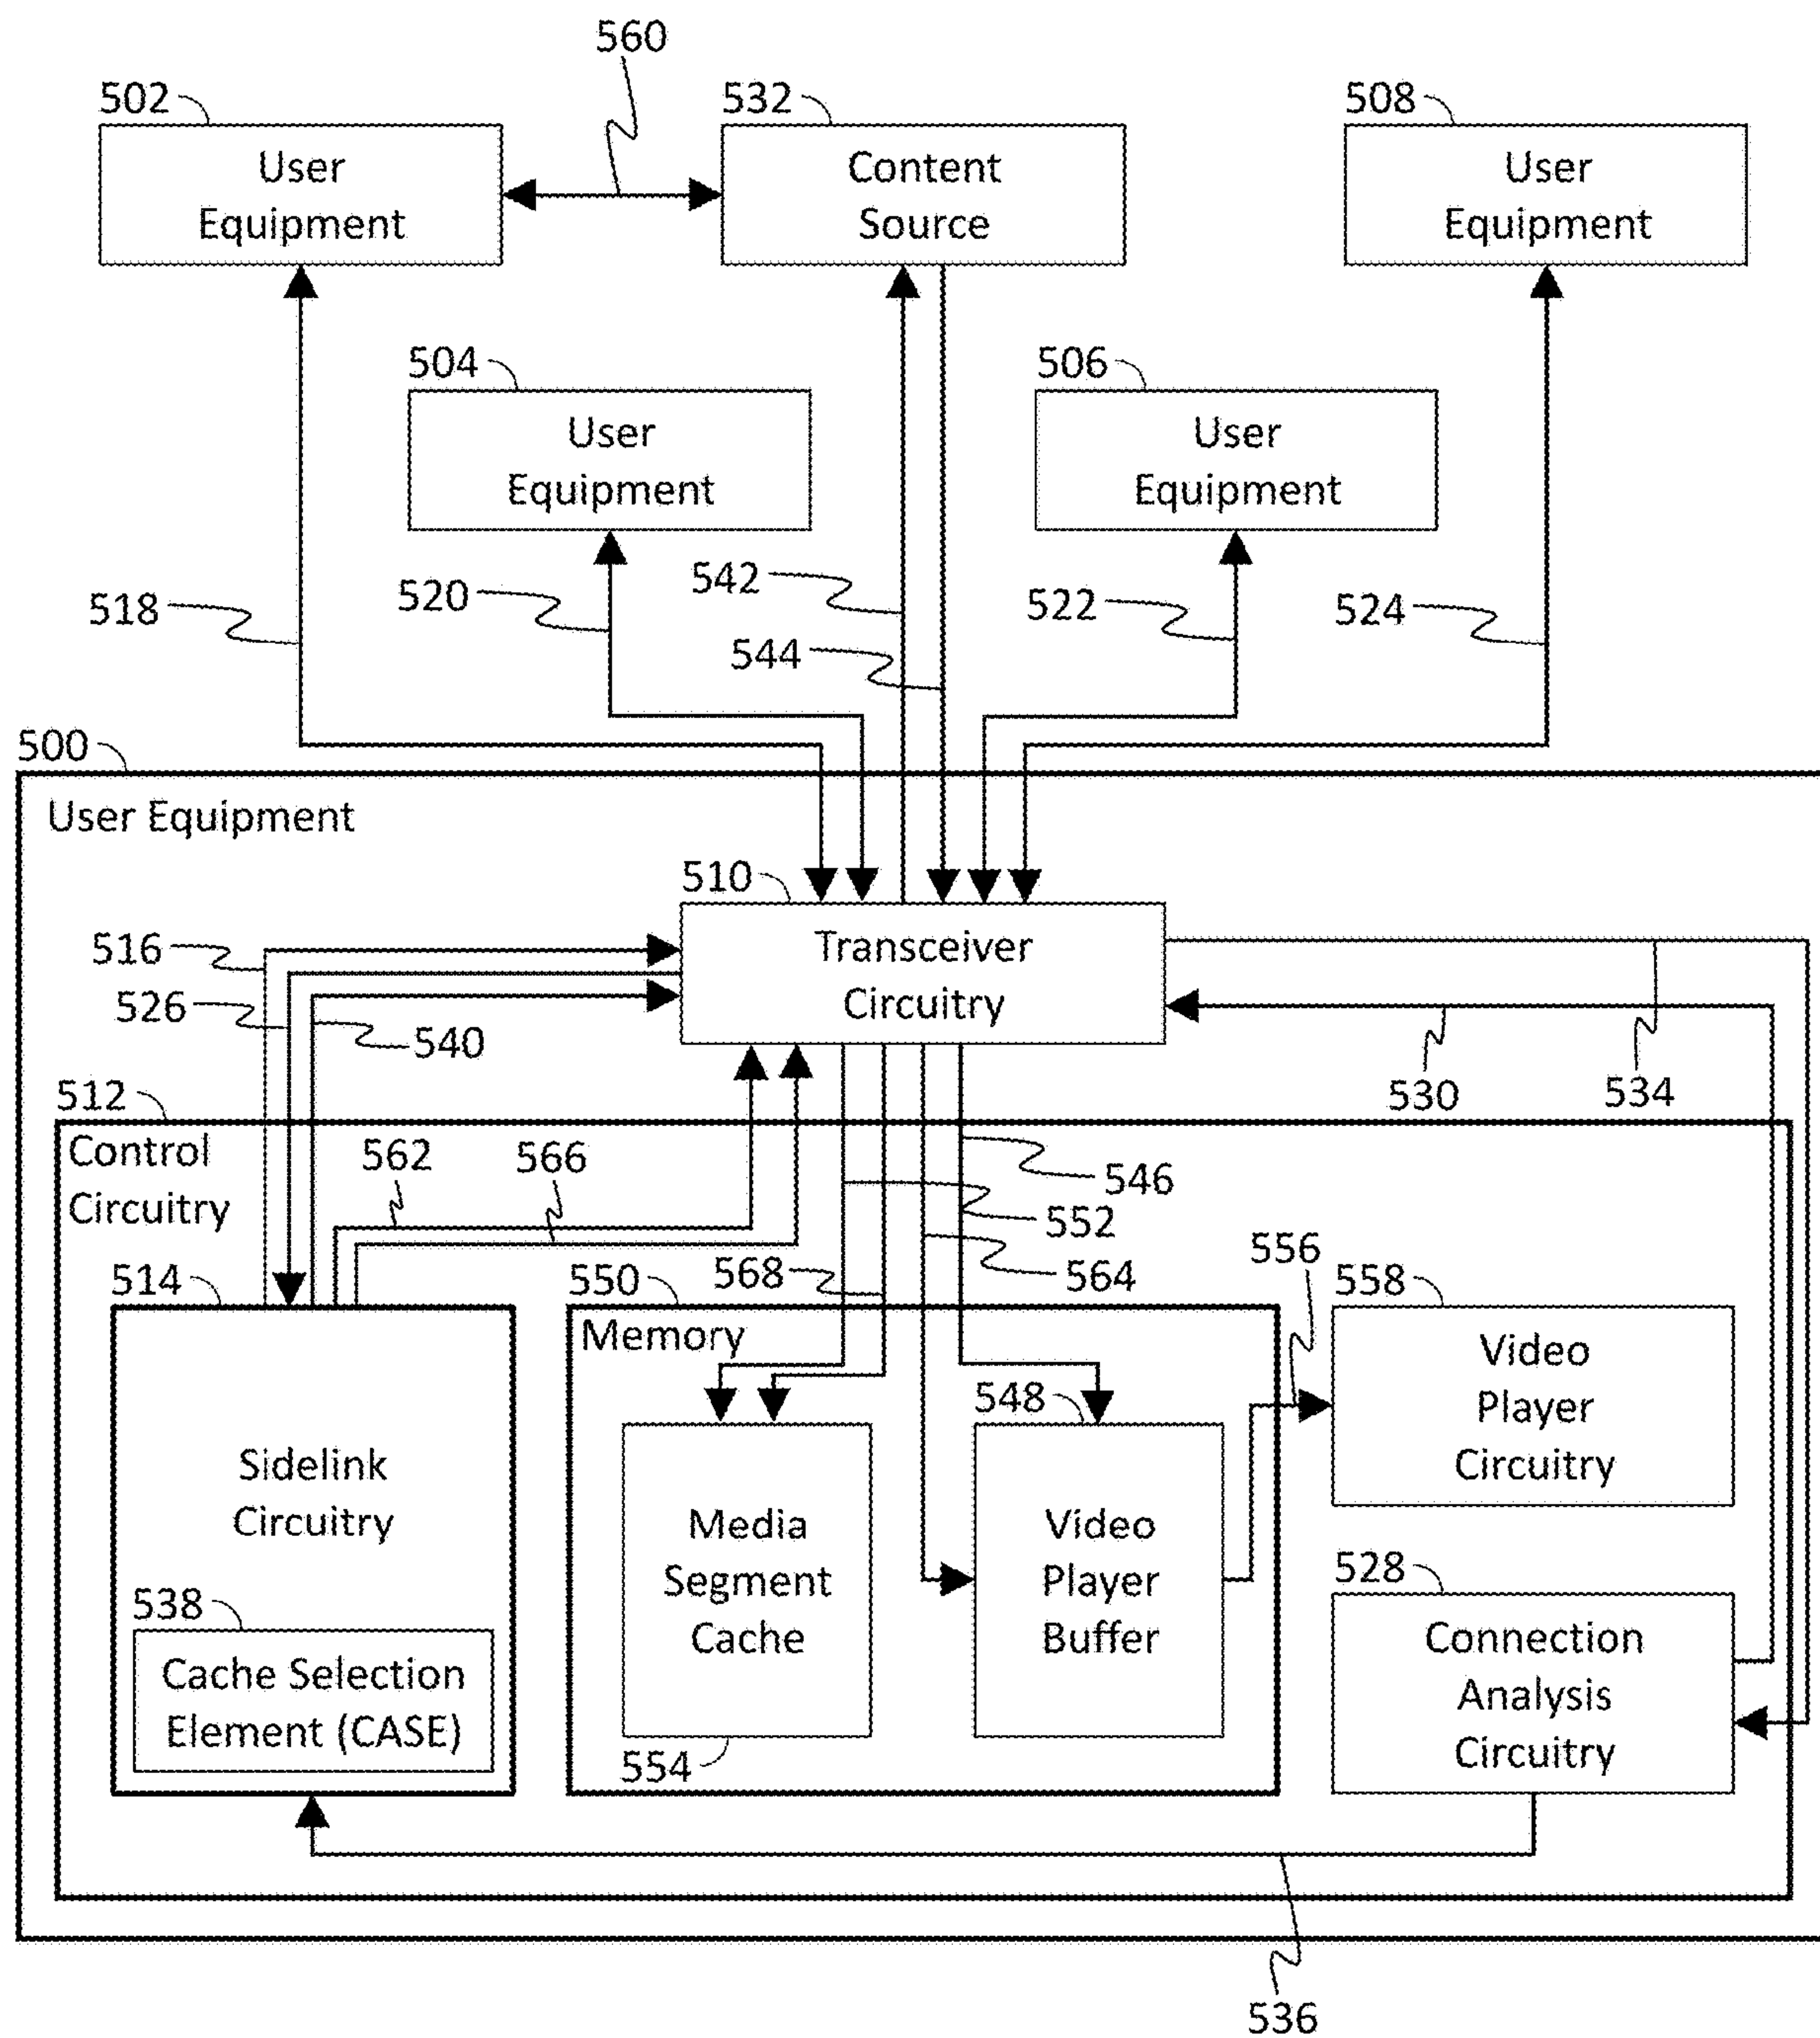 560
502
532
508
User
Equipment
Content
Source
User
Equipment
504
506
User
Equipment
User
Equipment
518
520
542
544
522
524
500
User Equipment
510
Transceiver
Circuitry
516
526
540
530
534
512
Control
Circuitry
562
566
546
552
564
568
556
514
550
558
Memory
Sidelink
Circuitry
538
Cache Selection
Element (CASE)
Media
Segment
Cache
554
548
Video
Player
Buffer
Video
Player
Circuitry
528
Connection
Analysis
Circuitry
536